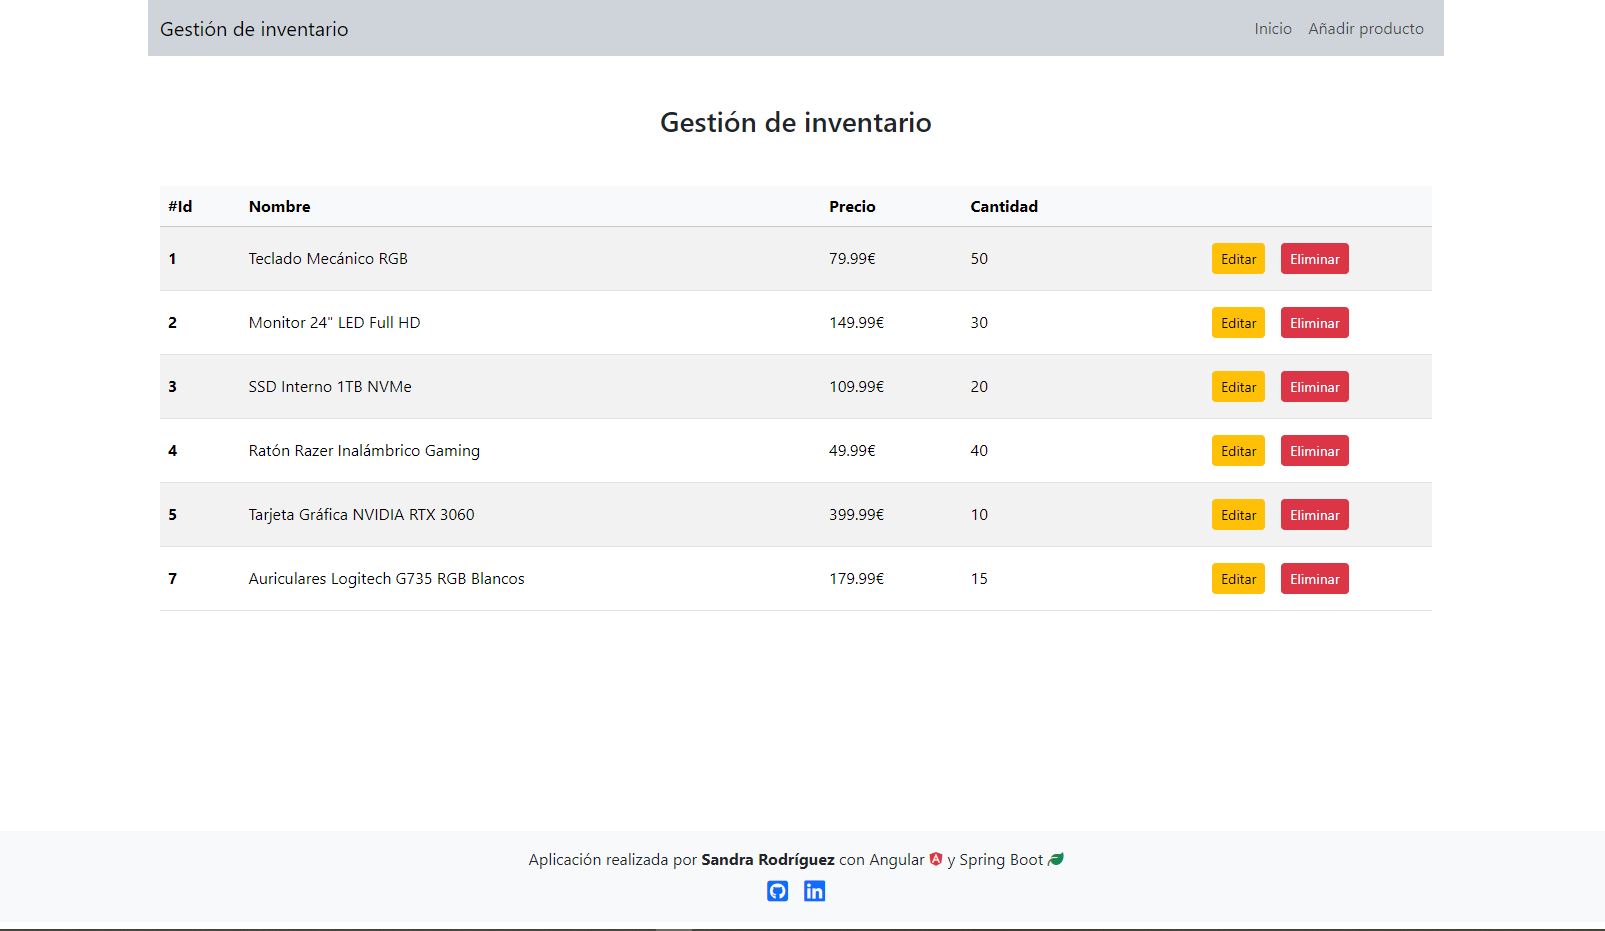 Gestión de inventario Inicio Añadir producto
Gestión de inventario
#Id Nombre Precio Cantidad
1 Teclado Mecánico RGB 79.99€ 50 Editar Eliminar
2 Monitor 24" LED Full HD 149.99€ 30 Editar Eliminar
3 SSD Interno 1TB NVMe 109.99€ 20 Editar Eliminar
4 Ratón Razer Inalámbrico Gaming 49.99€ 40 Editar Eliminar
5 Tarjeta Gráfica NVIDIA RTX 3060 399.99€ 10 Editar Eliminar
7 Auriculares Logitech G735 RGB Blancos 179.99€ 15 Editar Eliminar
Aplicación realizada por Sandra Rodríguez con Angular y Spring Boot